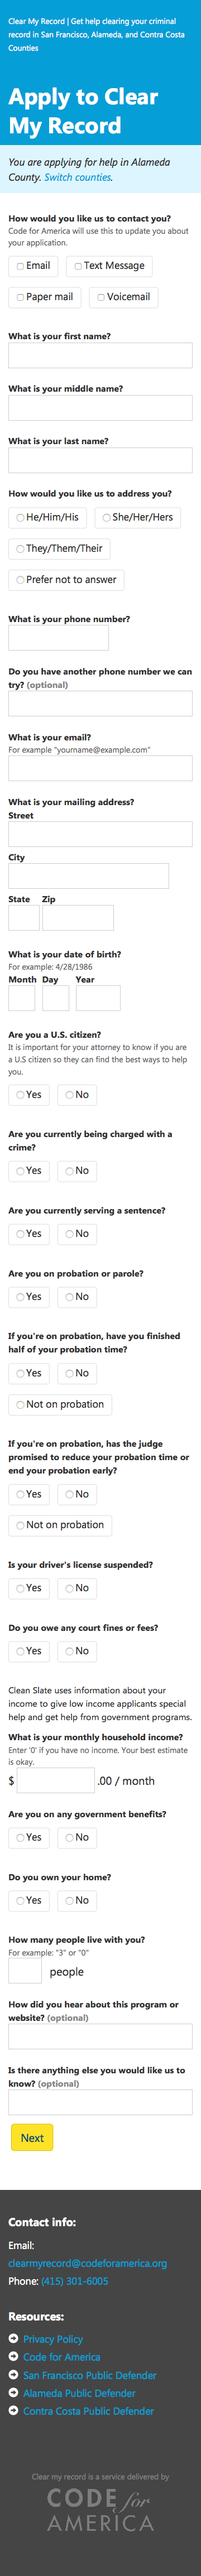 Clear My Record | Get help clearing your criminal
record in San Francisco, Alameda, and Contra Costa
Counties
Apply to Clear
My Record
You are applying for help in Alameda
County. Switch counties.
How would you like us to contact you?
Code for America will use this to update you about
your application.
Email Text Message
Paper mail Voicemail
What is your first name?
What is your middle name?
What is your last name?
How would you like us to address you?
He/Him/His She/Her/Hers
They/Them/Their
Prefer not to answer
What is your phone number?
Do you have another phone number we can
try? (optional)
What is your email?
For example "yourname@example.com"
What is your mailing address?
Street
City
State Zip
What is your date of birth?
For example: 4/28/1986
Month Day Year
Are you a U.S. citizen?
It is important for your attorney to know if you are
a U.S citizen so they can find the best ways to help
you.
Yes No
Are you currently being charged with a
crime?
Yes No
Are you currently serving a sentence?
Yes No
Are you on probation or parole?
Yes No
If you're on probation, have you finished
half of your probation time?
Yes No
Not on probation
If you're on probation, has the judge
promised to reduce your probation time or
end your probation early?
Yes No
Not on probation
Is your driver's license suspended?
Yes No
Do you owe any court fines or fees?
Yes No
Clean Slate uses information about your
income to give low income applicants special
help and get help from government programs.
What is your monthly household income?
Enter '0' if you have no income. Your best estimate
is okay.
$ .00 / month
Are you on any government benefits?
Yes No
Do you own your home?
Yes No
How many people live with you?
For example: "3" or "0"
people
How did you hear about this program or
website? (optional)
Is there anything else you would like us to
know? (optional)
Next
Contact info:
Email:
clearmyrecord@codeforamerica.org
Phone: (415) 301-6005
Resources:
Privacy Policy
Code for America
San Francisco Public Defender
Alameda Public Defender
Contra Costa Public Defender
Clear my record is a service delivered by
CODE for
AMERICA